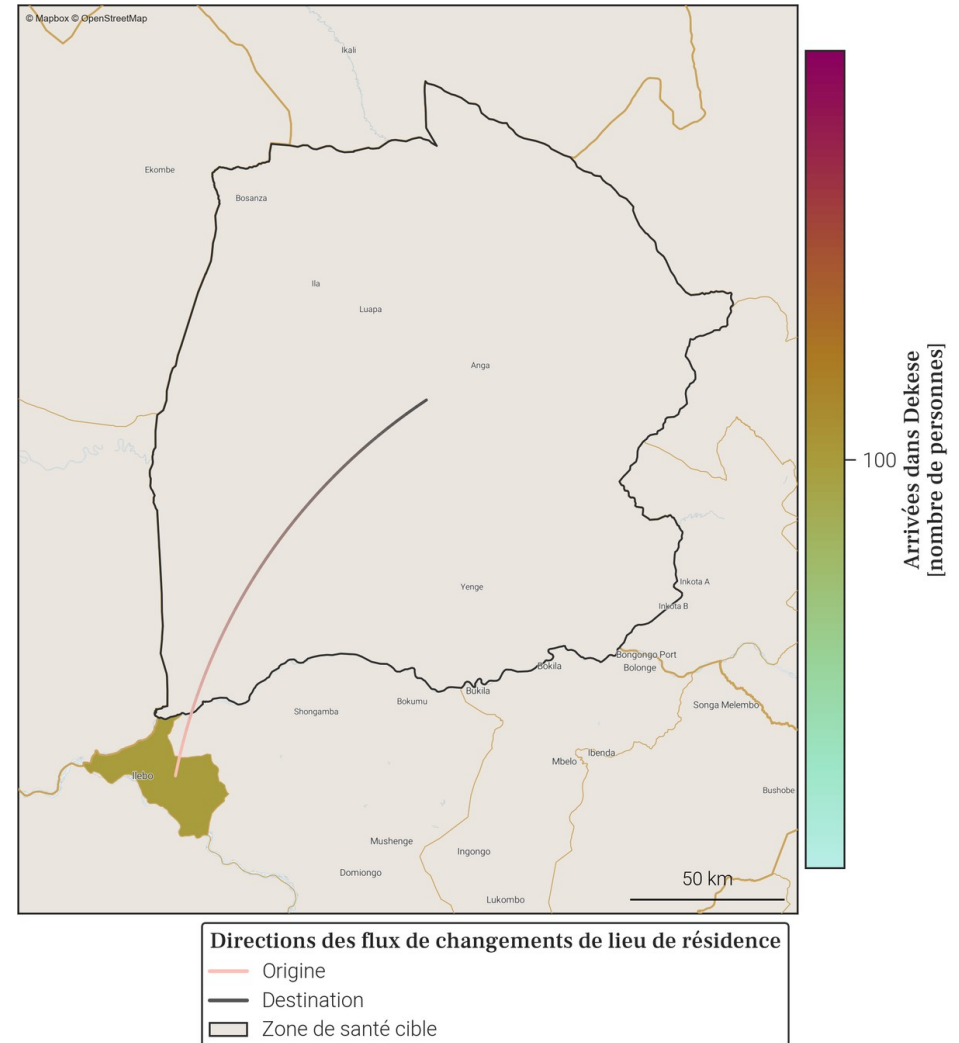 © Mapbox © OpenStreetMap
Ikali
Ekombe
Bosanza
Ila
Luapa
Anga
Yenge
Inkota A
Inkota B
Bongongo Port
Bokila
Bolonge
Bukila
Bokumu
Songa Melembo
Shongamba
Ibenda
Mbelo
Ilebo
Bushobe
Mushenge
Ingongo
Domiongo
50 km
Lukombo
100
Arrivées dans Dekese
[nombre de personnes]
Directions des flux de changements de lieu de résidence
Origine
Destination
Zone de santé cible